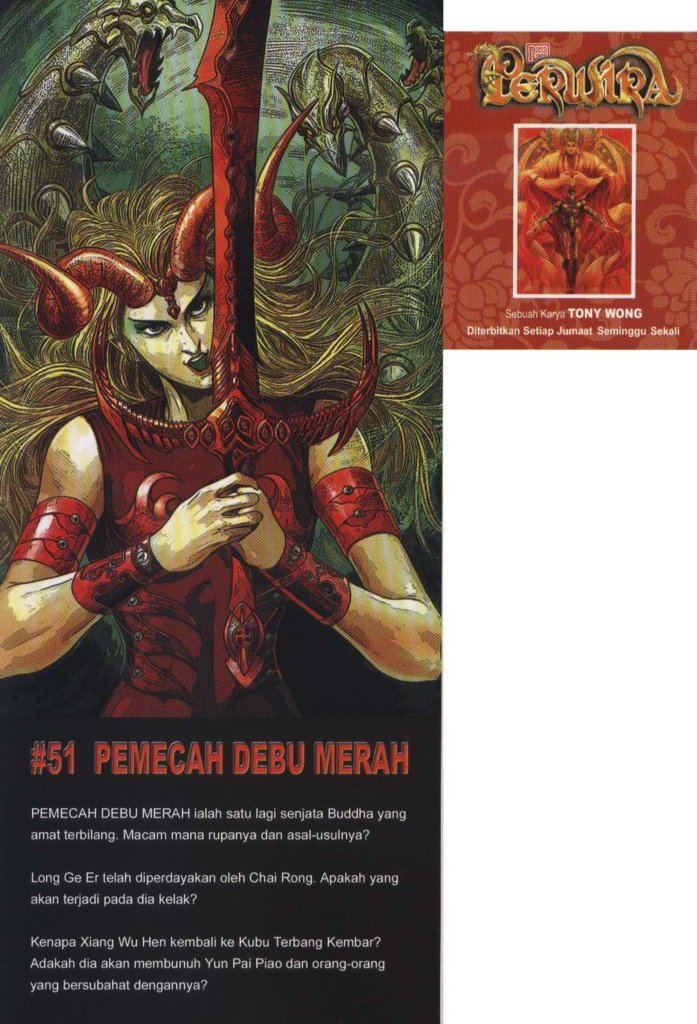 #51 PEMECAH DEBU MERAH
PEMECAH DEBU MERAH ialah satu lagi senjata Buddha yang
amat terbilang. Macam mana rupanya dan asal-usulnya?
Long Ge Er telah diperdayakan oleh Chai Rong. Apakah yang
akan terjadi pada dia kelak?
Kenapa Xiang Wu Hen kembali ke Kubu Terbang Kembar?
Adakah dia akan membunuh Yun Pai Piao dan orang-orang
yang bersubahat dengannya?
PERWIRA
Sebuah Karya TONY WONG
Diterbitkan Setiap Jumaat Seminggu Sekali